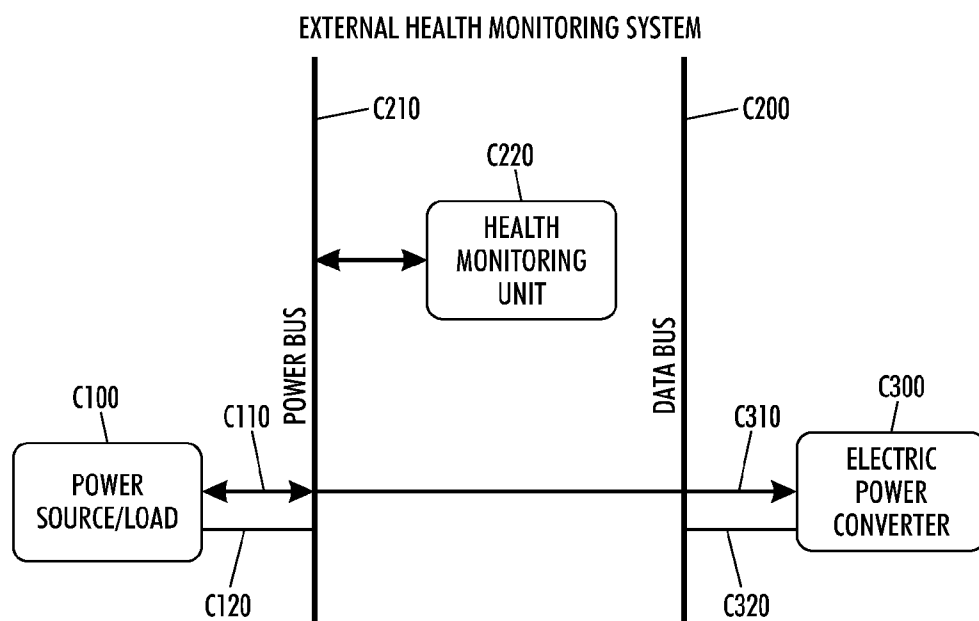 EXTERNAL HEALTH MONITORING SYSTEM
C210
C200
C220
HEALTH
MONITORING
UNIT
POWER BUS
DATA BUS
C100
C110
C310
C300
POWER
SOURCE/LOAD
ELECTRIC
POWER
CONVERTER
C120
C320